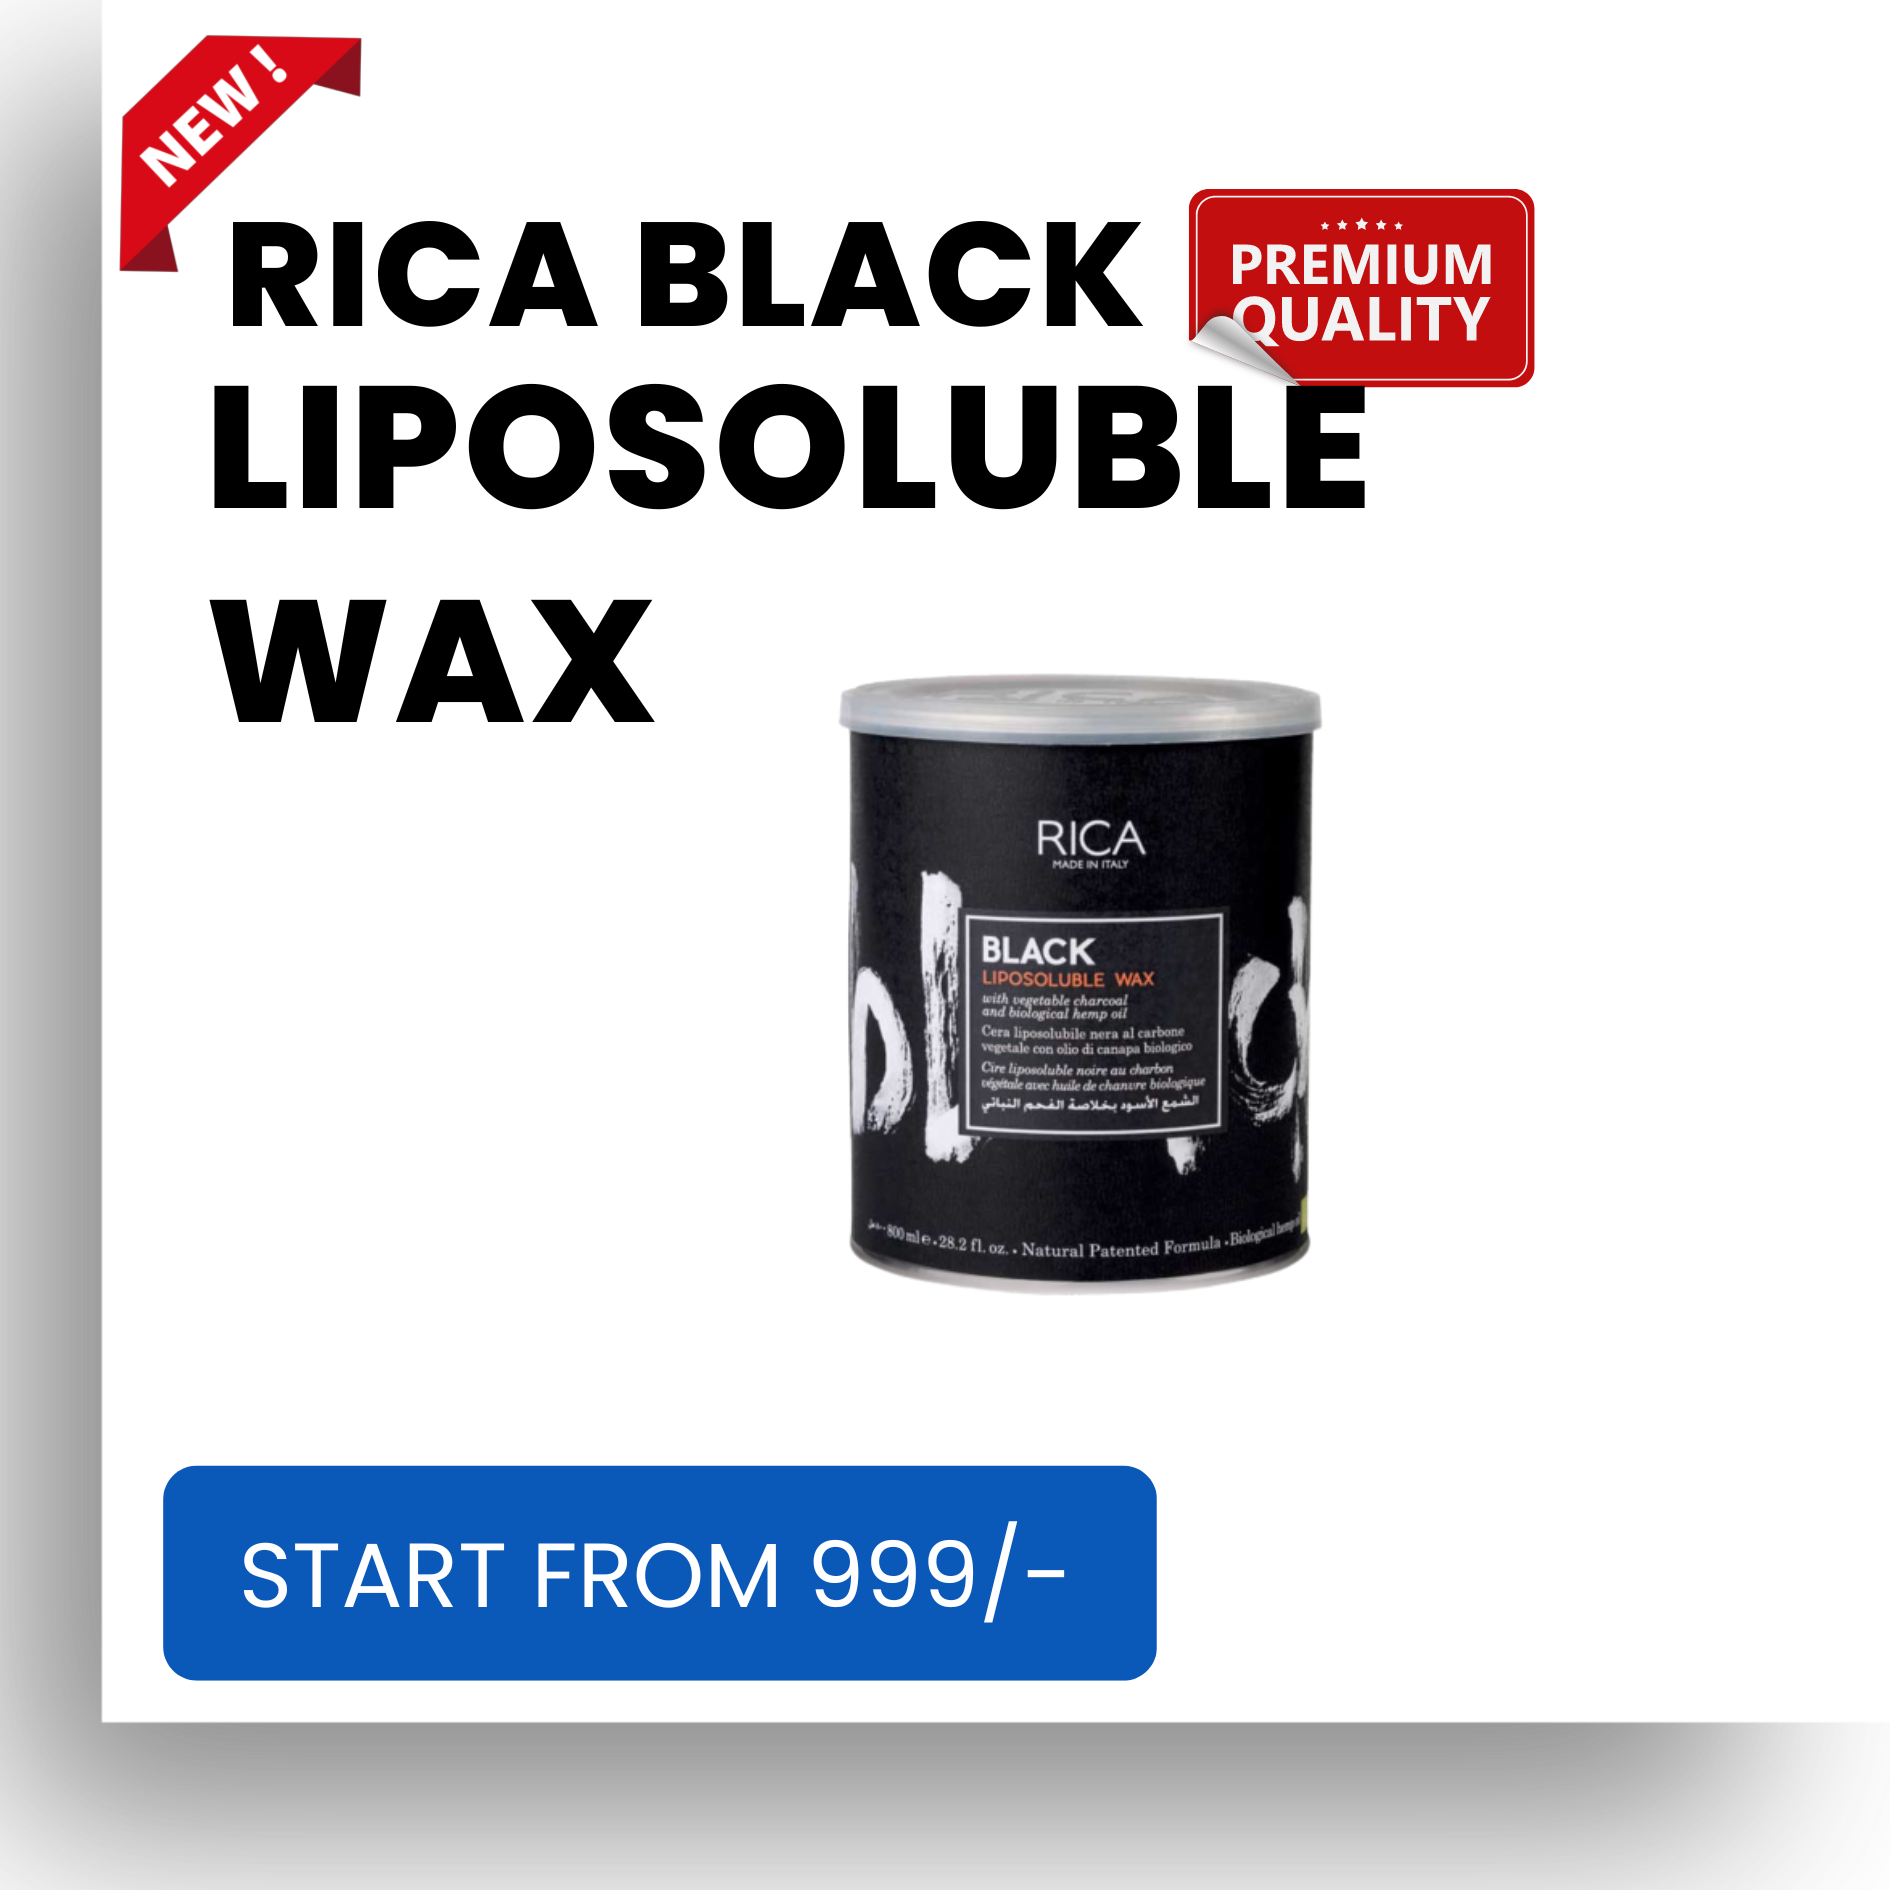 NEW !
RICA BLACK
PREMIUM
QUALITY
LIPOSOLUBLE
WAX
RICA
MADE IN ITALY
BLACK
LIPOSOLUBLE WAX
with vegetable charcoal
and biological hemp oil
Cera liposolubile nera al carbone
vegetale con olio di canapa biologico
Cire liposoluble noire au charbon
végétale avec huile de chanvre biologique
الشمع الأسود بخلاصة الفحم النباتي
800 ml e • 28.2 fl. oz. • Natural Patented Formula • Biological hemp oil
START FROM 999/-